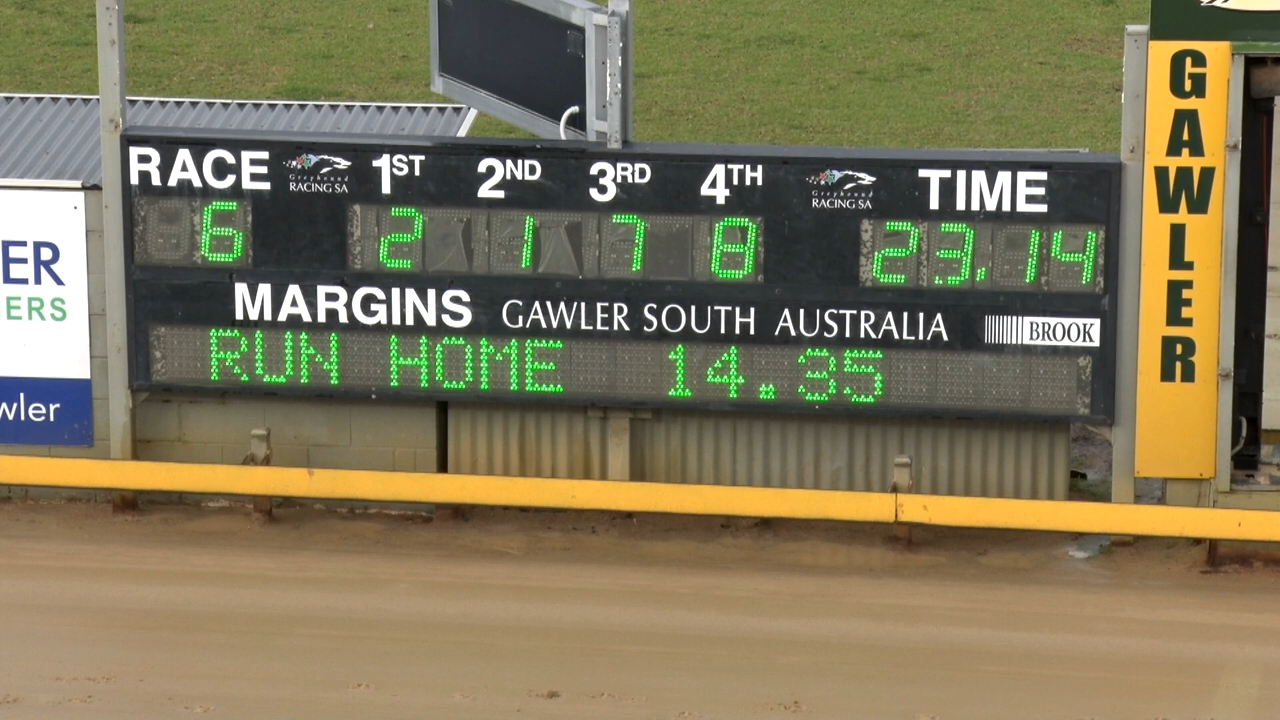 RACE Greyhound RACING SA 1ST 2ND 3RD 4TH Greyhound RACING SA TIME
6 2 1 7 8 23.14
MARGINS GAWLER SOUTH AUSTRALIA BROOK
RUN HOME 14.35
GAWLER
ER
ERS
wler